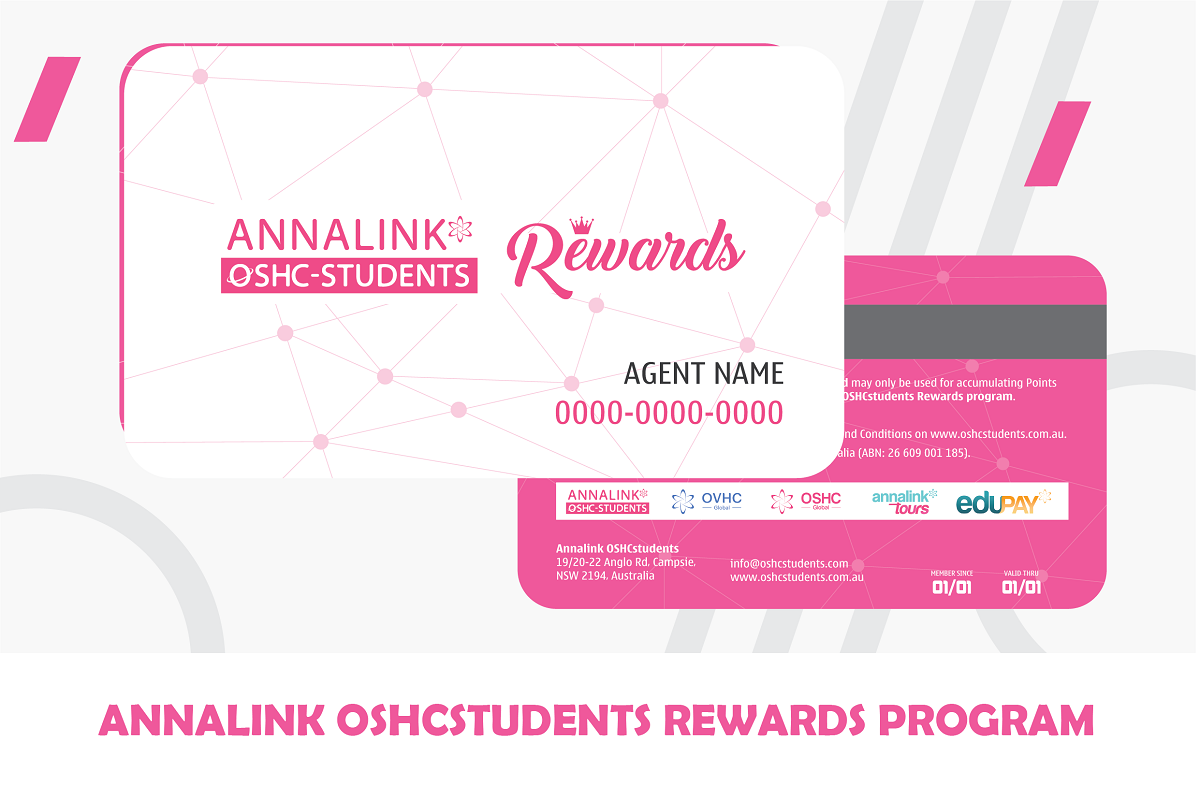 ANNALINK
OSHC-STUDENTS
Rewards
AGENT NAME
0000-0000-0000
may only be used for accumulating Points
OSHCstudents Rewards program.
Conditions on www.oshcstudents.com.au.
(ABN: 26 609 001 185).
ANNALINK
OSHC-STUDENTS
OVHC
Global
OSHC
Global
annalink
tours
eduPAY
Annalink OSHCstudents
19/20-22 Anglo Rd, Campsie,
NSW 2194, Australia
info@oshcstudents.com
www.oshcstudents.com.au
MEMBER SINCE
01/01
VALID THRU
01/01
ANNALINK OSHCSTUDENTS REWARDS PROGRAM